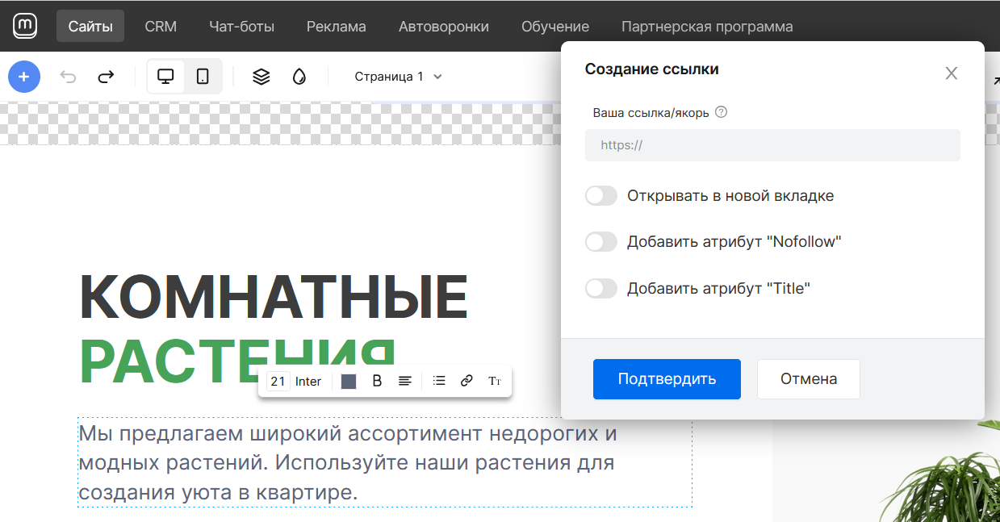 m
Сайты CRM Чат-боты Реклама Автоворонки Обучение Партнерская программа
Страница 1
Создание ссылки
X
Ваша ссылка/якорь ?
https://
Открывать в новой вкладке
Добавить атрибут "Nofollow"
Добавить атрибут "Title"
Подтвердить Отмена
КОМНАТНЫЕ
РАСТЕНИЯ
21 Inter B Tт
Мы предлагаем широкий ассортимент недорогих и
модных растений. Используйте наши растения для
создания уюта в квартире.